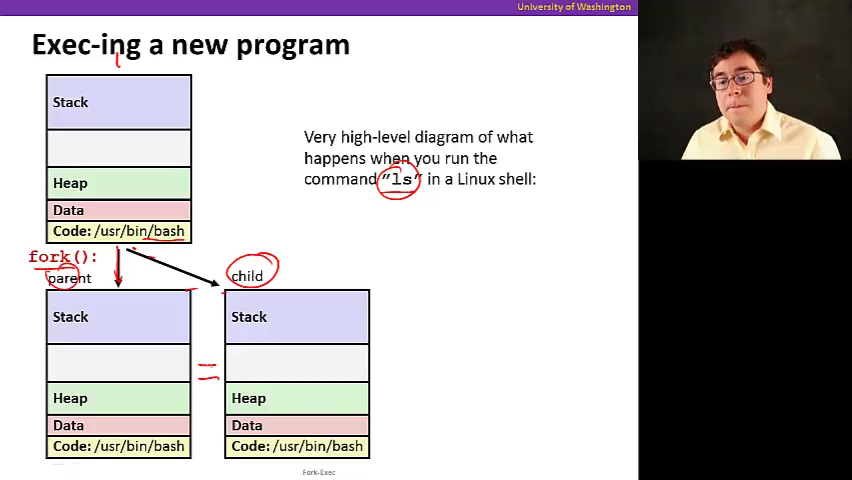 University of Washington
Exec-ing a new program
Stack
Heap
Data
Code: /usr/bin/bash
Very high-level diagram of what
happens when you run the
command "ls" in a Linux shell:
fork():
parent
child
Stack
Heap
Data
Code: /usr/bin/bash
Stack
Heap
Data
Code: /usr/bin/bash
Fork-Exec